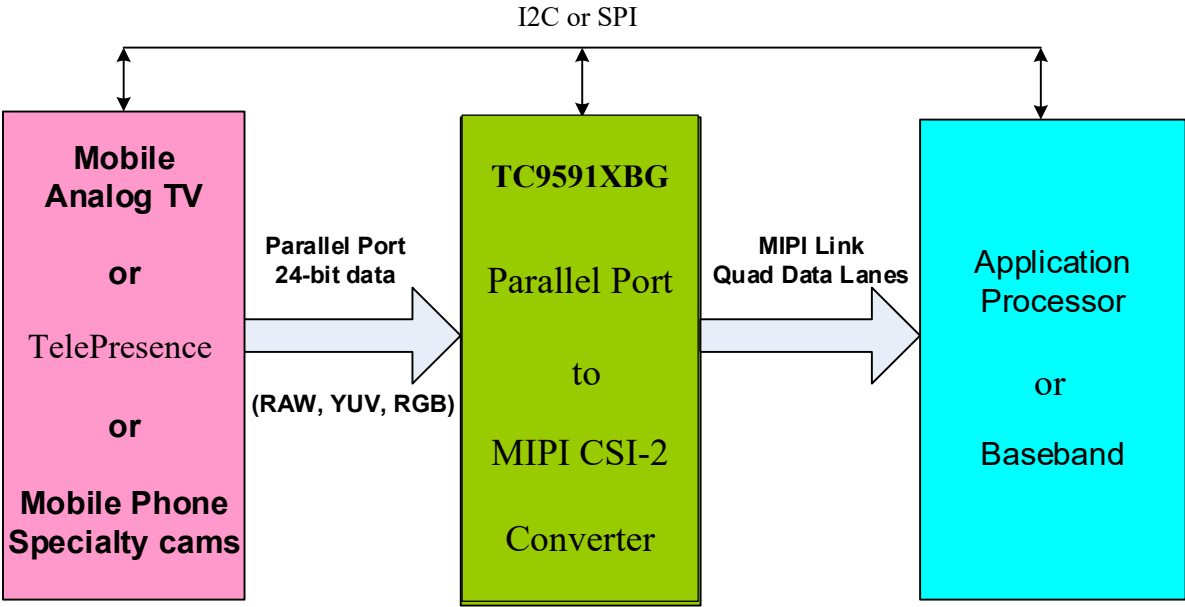 I2C or SPI
Mobile
Analog TV
or
TelePresence
or
Mobile Phone
Specialty cams
Parallel Port
24-bit data
(RAW, YUV, RGB)
TC9591XBG
Parallel Port
to
MIPI CSI-2
Converter
MIPI Link
Quad Data Lanes
Application
Processor
or
Baseband